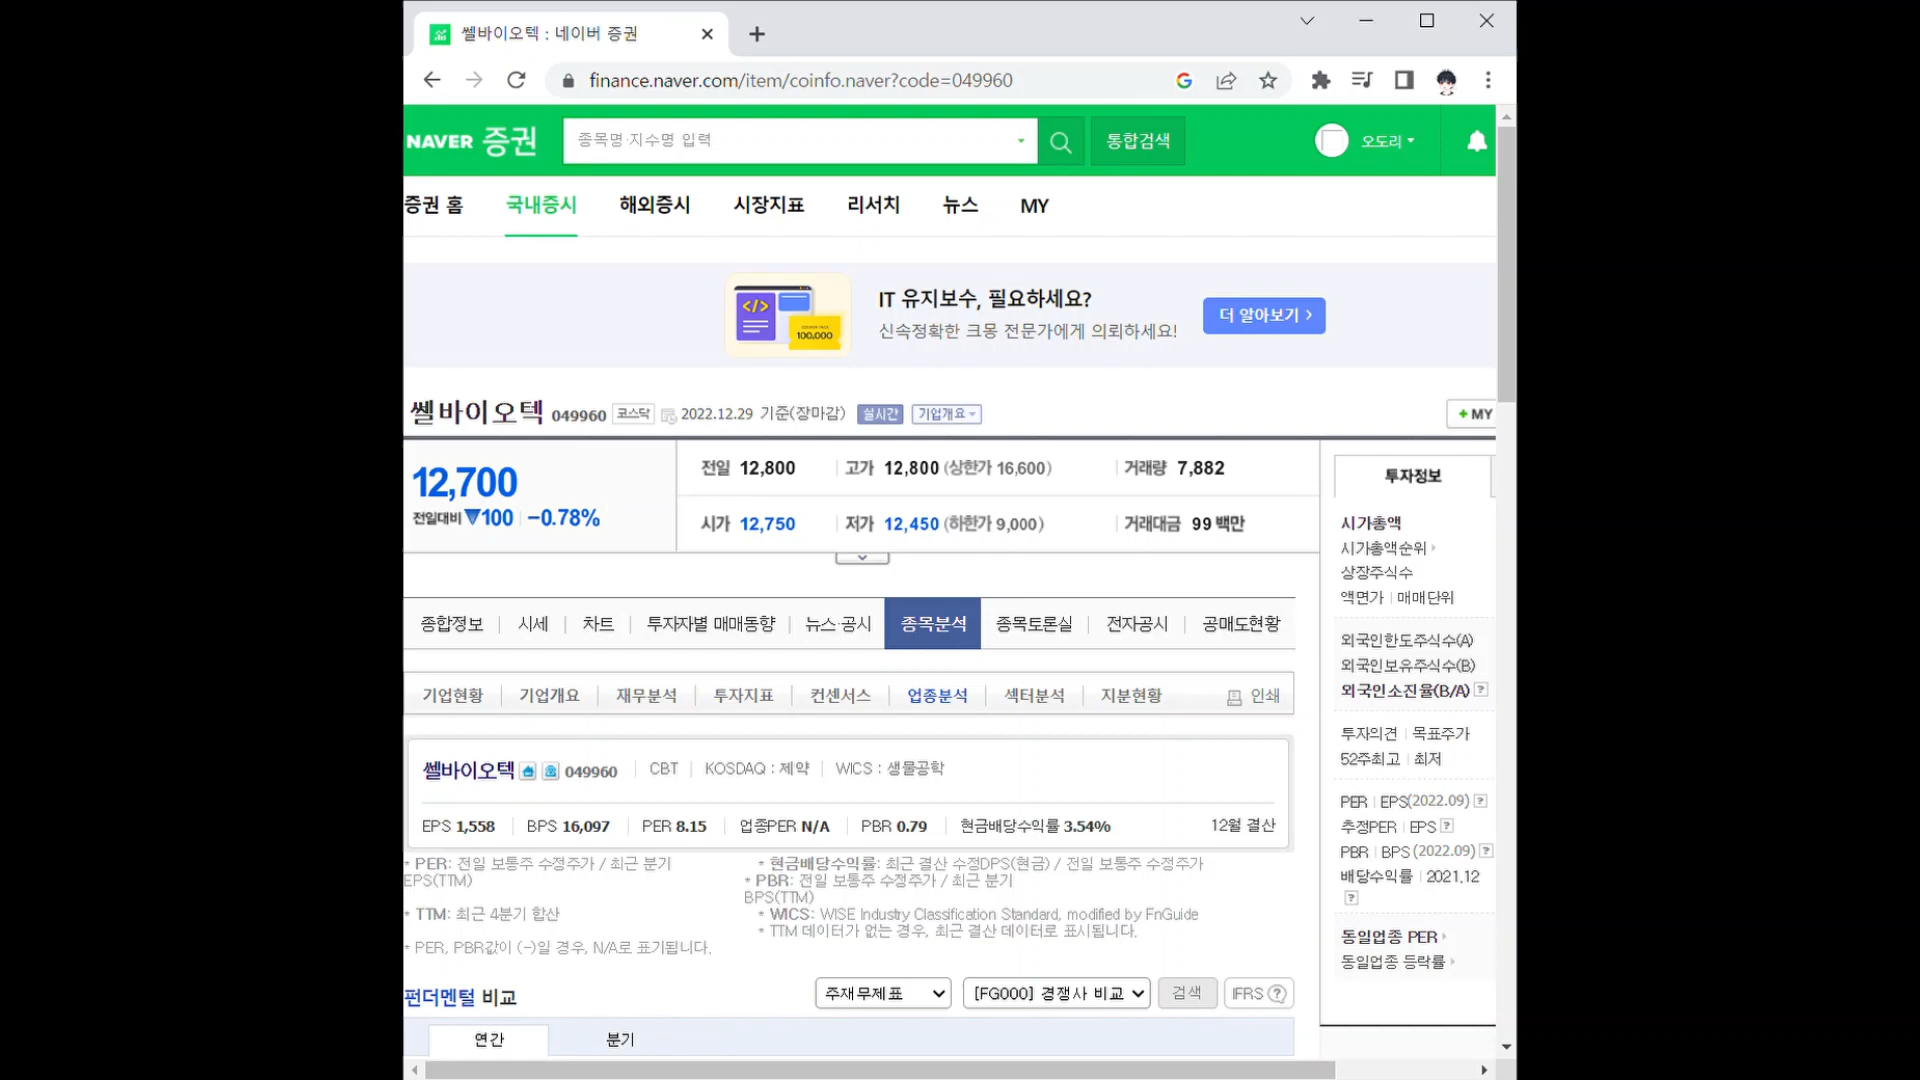 쎌바이오텍 : 네이버 증권
finance.naver.com/item/coinfo.naver?code=049960
NAVER 증권 종목명·지수명 입력 통합검색 오도리
증권 홈 국내증시 해외증시 시장지표 리서치 뉴스 MY
IT 유지보수, 필요하세요?
신속정확한 크몽 전문가에게 의뢰하세요!
더 알아보기 >
100,000
쎌바이오텍 049960 코스닥 2022.12.29 기준(장마감) 실시간 기업개요 + MY
12,700
전일대비 ▼100 -0.78%
전일 12,800 고가 12,800 (상한가 16,600) 거래량 7,882
시가 12,750 저가 12,450 (하한가 9,000) 거래대금 99 백만
투자정보
시가총액
시가총액순위
상장주식수
액면가 | 매매단위
외국인한도주식수(A)
외국인보유주식수(B)
외국인소진율(B/A) ?
투자의견 | 목표주가
52주최고 | 최저
PER | EPS(2022.09) ?
추정PER | EPS ?
PBR | BPS (2022.09) ?
배당수익률 | 2021.12
?
동일업종 PER
동일업종 등락률
종합정보 시세 차트 투자자별 매매동향 뉴스·공시 종목분석 종목토론실 전자공시 공매도현황
기업현황 기업개요 재무분석 투자지표 컨센서스 업종분석 섹터분석 지분현황 인쇄
쎌바이오텍 049960 CBT KOSDAQ : 제약 WICS : 생물공학
EPS 1,558 BPS 16,097 PER 8.15 업종PER N/A PBR 0.79 현금배당수익률 3.54% 12월 결산
* PER: 전일 보통주 수정주가 / 최근 분기
EPS(TTM)
* 현금배당수익률: 최근 결산 수정DPS(현금) / 전일 보통주 수정주가
* PBR: 전일 보통주 수정주가 / 최근 분기
BPS(TTM)
* TTM: 최근 4분기 합산
* WICS: WISE Industry Classification Standard, modified by FnGuide
* TTM 데이터가 없는 경우, 최근 결산 데이터로 표시됩니다.
* PER, PBR값이 (-)일 경우, N/A로 표기됩니다.
펀더멘털 비교 주재무제표 [FG000] 경쟁사 비교 검색 IFRS ?
연간 분기